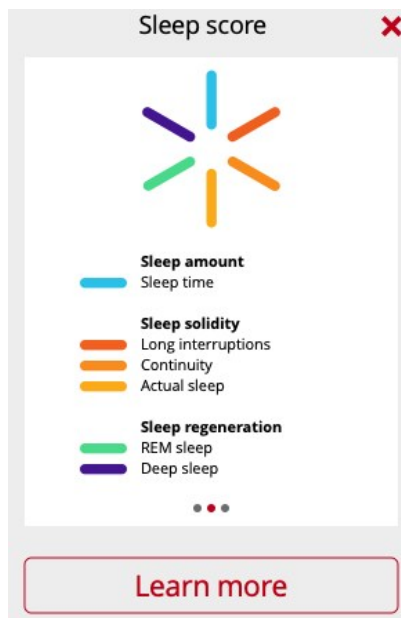 Sleep score
Sleep amount
Sleep time
Sleep solidity
Long interruptions
Continuity
Actual sleep
Sleep regeneration
REM sleep
Deep sleep
Learn more